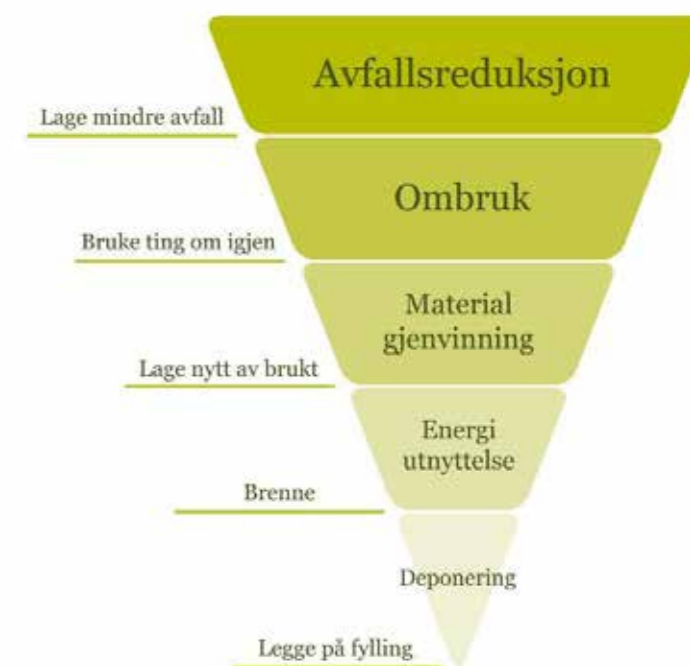 Avfallsreduksjon
Lage mindre avfall
Ombruk
Bruke ting om igjen
Material
gjenvinning
Lage nytt av brukt
Energi
utnyttelse
Brenne
Deponering
Legge på fylling